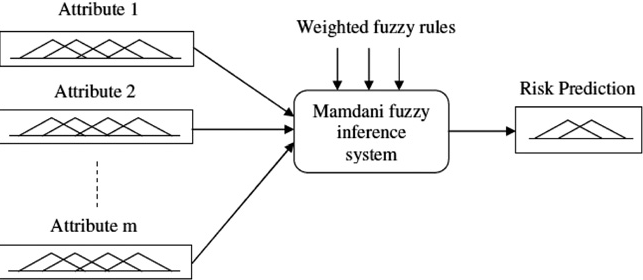 Attribute 1
Weighted fuzzy rules
Attribute 2
Mamdani fuzzy
inference
system
Risk Prediction
Attribute m